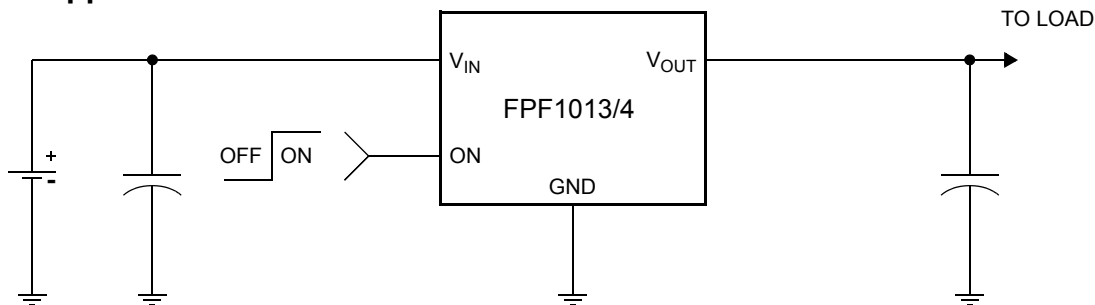 TO LOAD
V_IN
V_OUT
FPF1013/4
OFF
ON
ON
GND
+
-